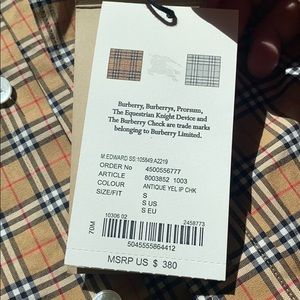 Burberry, Burberrys, Prorsum,
The Equestrian Knight Device and
The Burberry Check are trade marks
belonging to Burberry Limited.
M:EDWARD SS:105849:A2219
ORDER No 4500556777
ARTICLE 8003852 1003
COLOUR ANTIQUE YEL IP CHK
SIZE/FIT S
S US
S EU
10306 02 2458773
70M
5045555864412
MSRP US $ 380